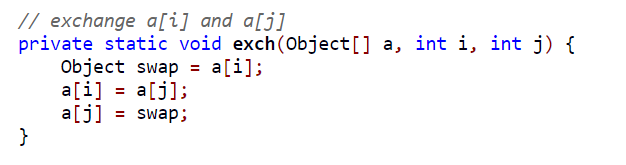 // exchange a[i] and a[j]
private static void exch(Object[] a, int i, int j) {
    Object swap = a[i];
    a[i] = a[j];
    a[j] = swap;
}